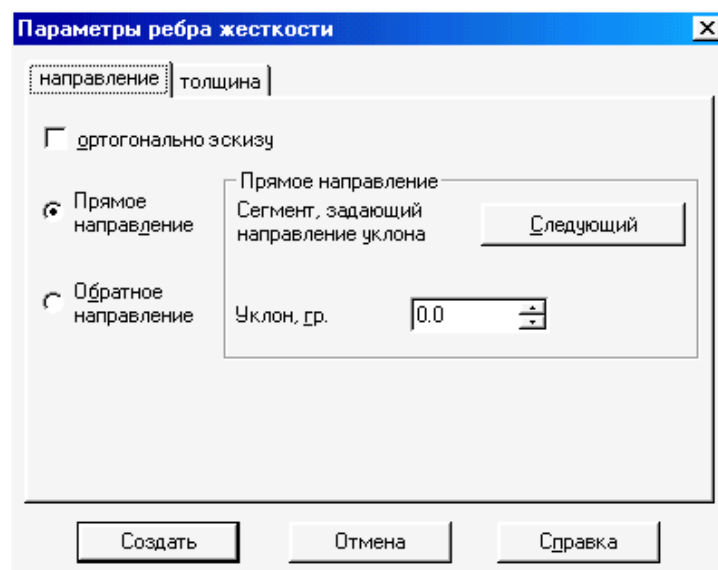 Параметры ребра жесткости
направление толщина
ортогонально эскизу
Прямое направление
Прямое
направление
Сегмент, задающий
направление уклона
Следующий
Обратное
направление
Уклон, гр. 0.0
Создать Отмена Справка